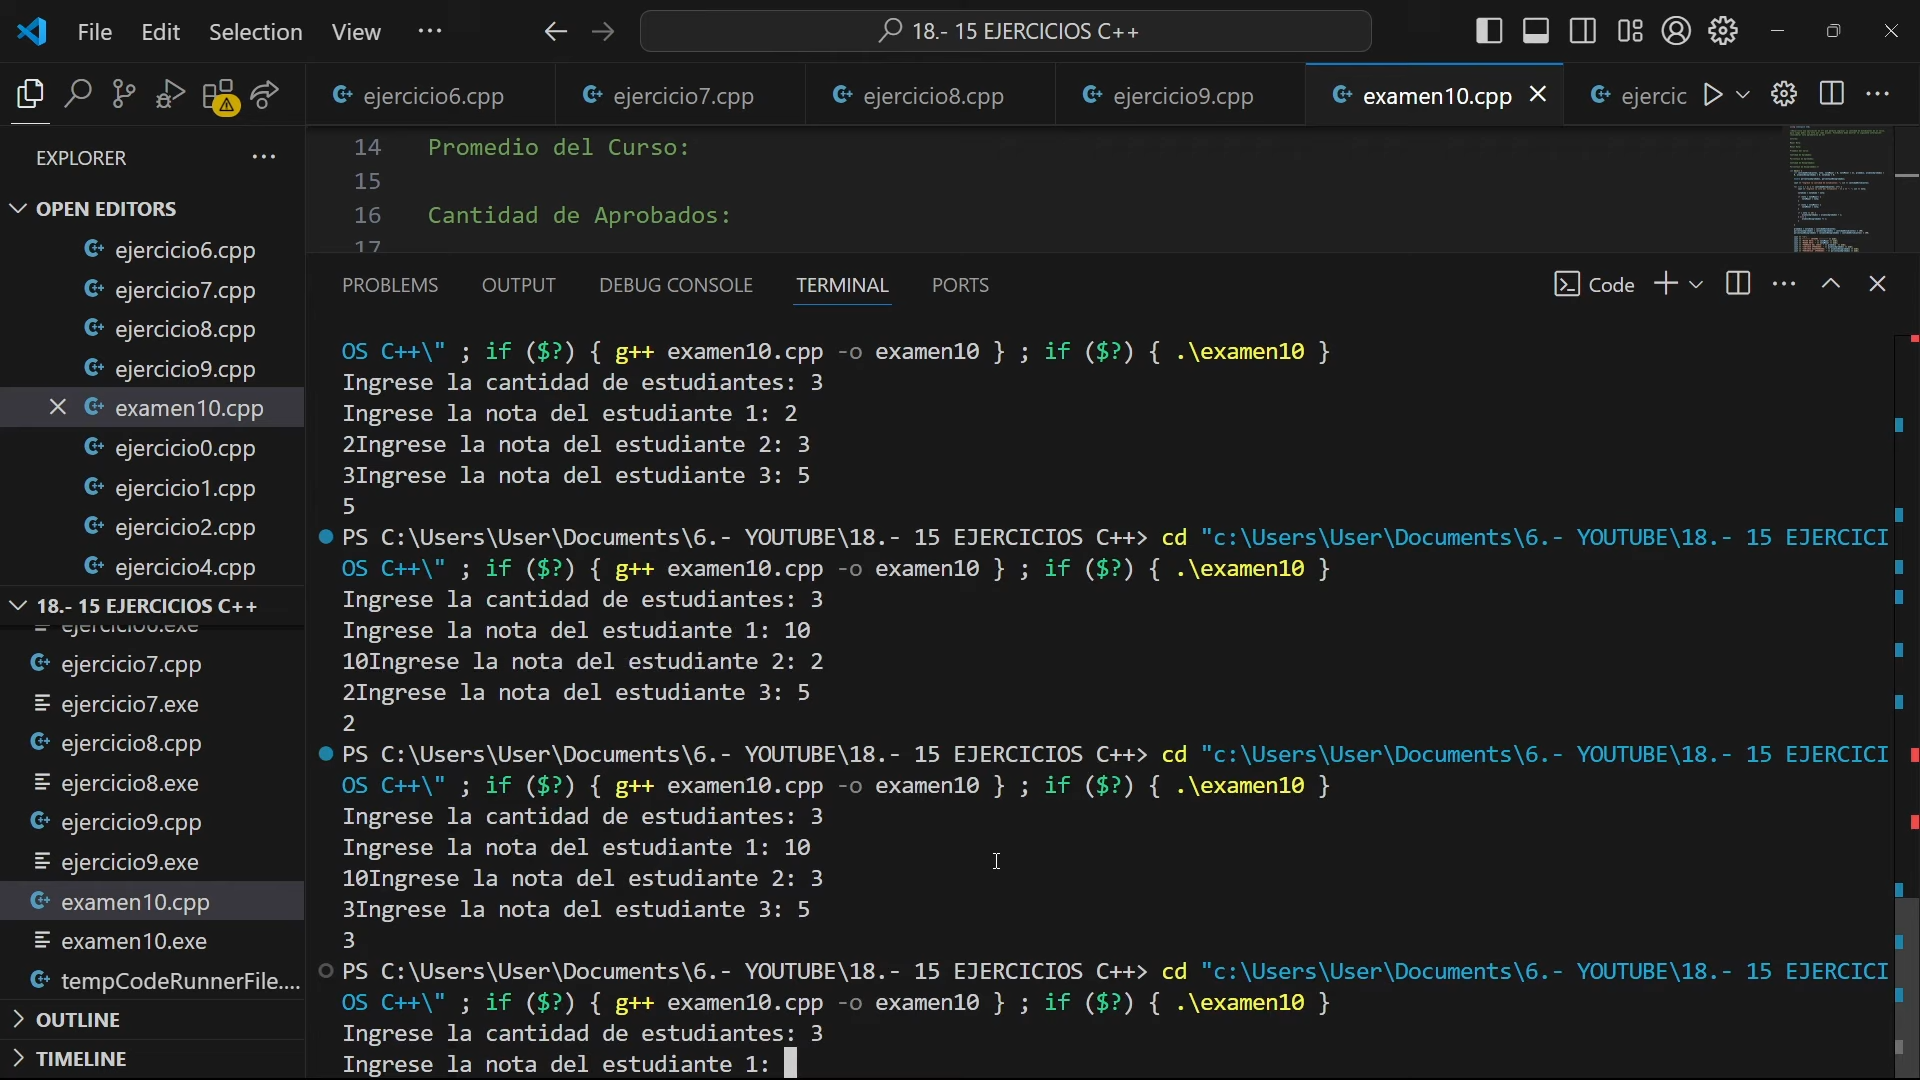 File Edit Selection View ··· 18.- 15 EJERCICIOS C++
ejercicio6.cpp ejercicio7.cpp ejercicio8.cpp ejercicio9.cpp examen10.cpp ejercic
EXPLORER
OPEN EDITORS
ejercicio6.cpp
ejercicio7.cpp
ejercicio8.cpp
ejercicio9.cpp
examen10.cpp
ejercicio0.cpp
ejercicio1.cpp
ejercicio2.cpp
ejercicio4.cpp
18.- 15 EJERCICIOS C++
ejercicio7.cpp
ejercicio7.exe
ejercicio8.cpp
ejercicio8.exe
ejercicio9.cpp
ejercicio9.exe
examen10.cpp
examen10.exe
tempCodeRunnerFile....
OUTLINE
TIMELINE
14 Promedio del Curso:
15
16 Cantidad de Aprobados:
17
PROBLEMS OUTPUT DEBUG CONSOLE TERMINAL PORTS Code
OS C++\" ; if ($?) { g++ examen10.cpp -o examen10 } ; if ($?) { .\examen10 }
Ingrese la cantidad de estudiantes: 3
Ingrese la nota del estudiante 1: 2
2Ingrese la nota del estudiante 2: 3
3Ingrese la nota del estudiante 3: 5
5
PS C:\Users\User\Documents\6.- YOUTUBE\18.- 15 EJERCICIOS C++> cd "c:\Users\User\Documents\6.- YOUTUBE\18.- 15 EJERCICI
OS C++\" ; if ($?) { g++ examen10.cpp -o examen10 } ; if ($?) { .\examen10 }
Ingrese la cantidad de estudiantes: 3
Ingrese la nota del estudiante 1: 10
10Ingrese la nota del estudiante 2: 2
2Ingrese la nota del estudiante 3: 5
2
PS C:\Users\User\Documents\6.- YOUTUBE\18.- 15 EJERCICIOS C++> cd "c:\Users\User\Documents\6.- YOUTUBE\18.- 15 EJERCICI
OS C++\" ; if ($?) { g++ examen10.cpp -o examen10 } ; if ($?) { .\examen10 }
Ingrese la cantidad de estudiantes: 3
Ingrese la nota del estudiante 1: 10
10Ingrese la nota del estudiante 2: 3
3Ingrese la nota del estudiante 3: 5
3
PS C:\Users\User\Documents\6.- YOUTUBE\18.- 15 EJERCICIOS C++> cd "c:\Users\User\Documents\6.- YOUTUBE\18.- 15 EJERCICI
OS C++\" ; if ($?) { g++ examen10.cpp -o examen10 } ; if ($?) { .\examen10 }
Ingrese la cantidad de estudiantes: 3
Ingrese la nota del estudiante 1: